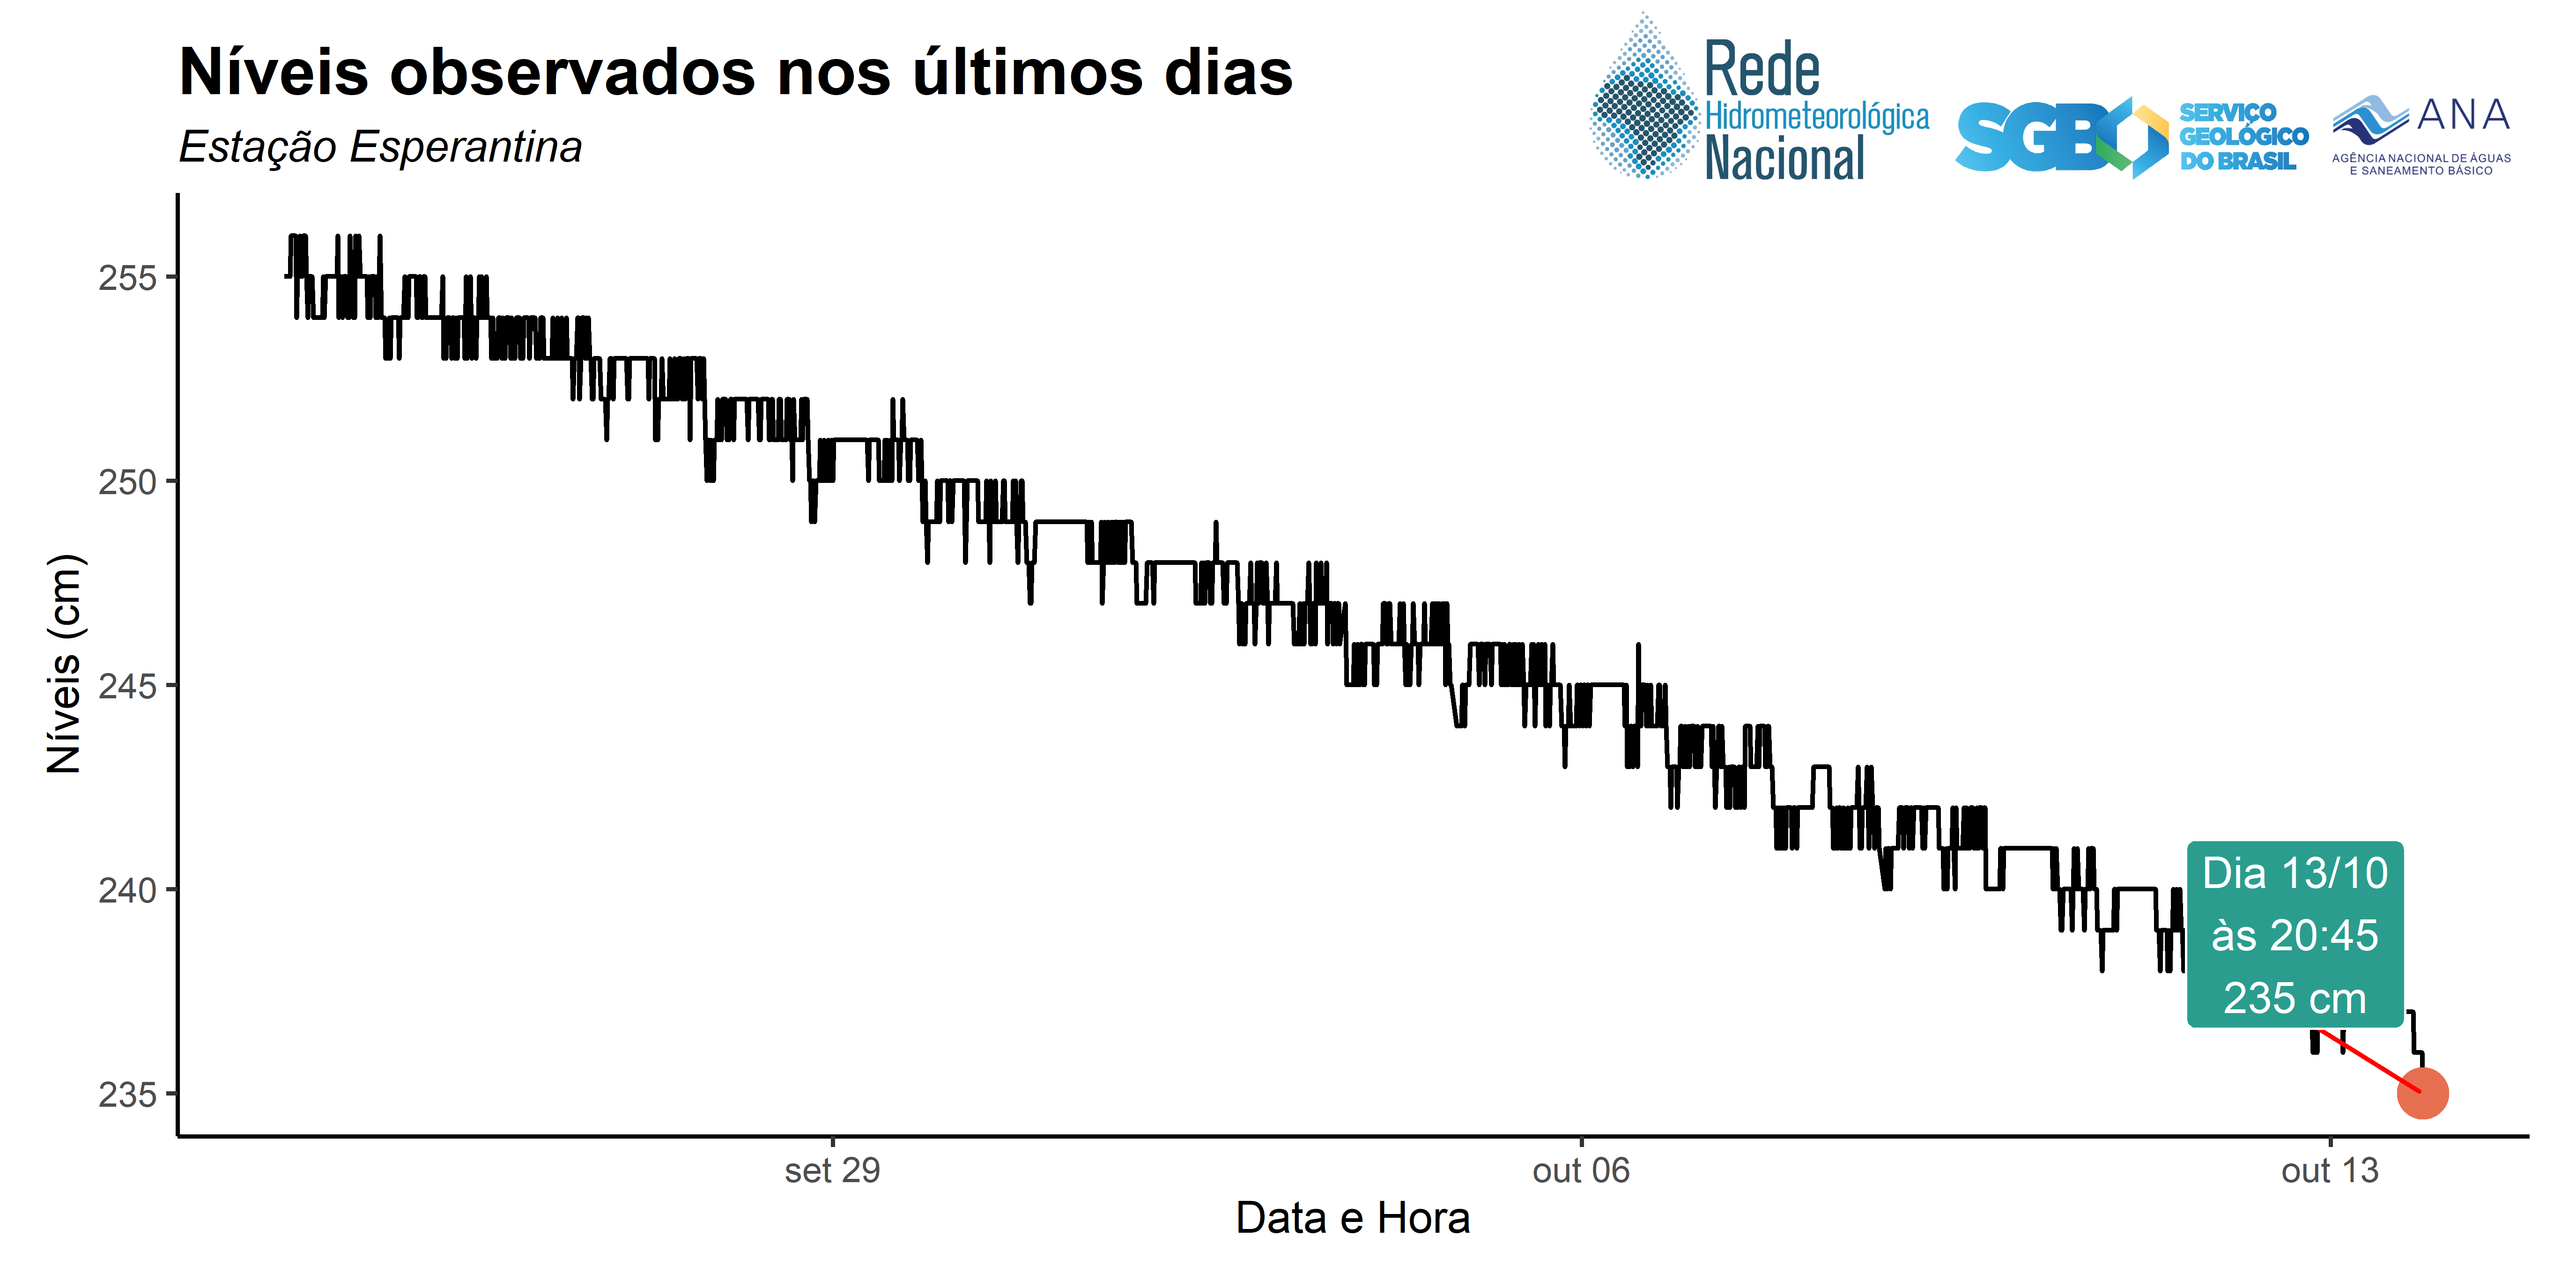 Níveis observados nos últimos dias
Estação Esperantina
Rede
Hidrometeorológica
Nacional
SGB
SERVIÇO
GEOLÓGICO
DO BRASIL
ANA
AGÊNCIA NACIONAL DE ÁGUAS
E SANEAMENTO BÁSICO
Níveis (cm)
255
250
245
240
235
Dia 13/10
às 20:45
235 cm
set 29
out 06
out 13
Data e Hora